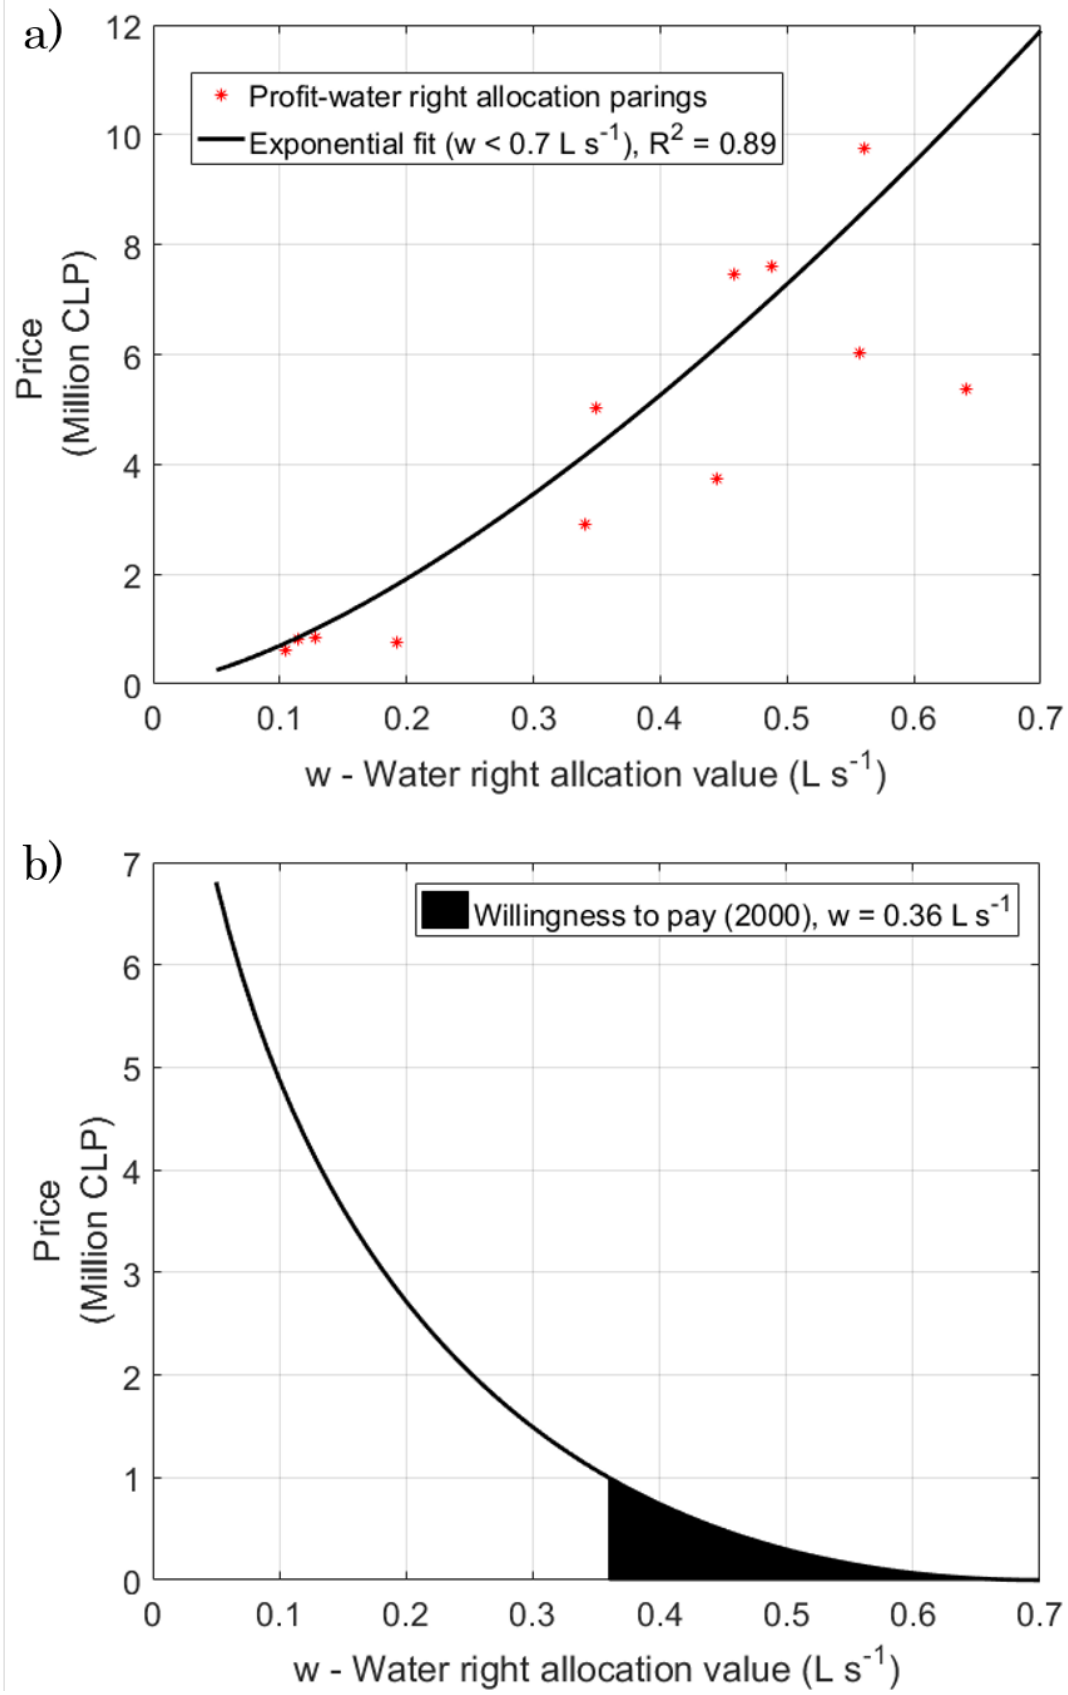 a)
12
10
8
6
4
2
0
Price
(Million CLP)
Profit-water right allocation parings
Exponential fit (w < 0.7 L s-1), R2 = 0.89
0 0.1 0.2 0.3 0.4 0.5 0.6 0.7
w - Water right allcation value (L s-1)
b)
7
6
5
4
3
2
1
0
Price
(Million CLP)
Willingness to pay (2000), w = 0.36 L s-1
0 0.1 0.2 0.3 0.4 0.5 0.6 0.7
w - Water right allocation value (L s-1)